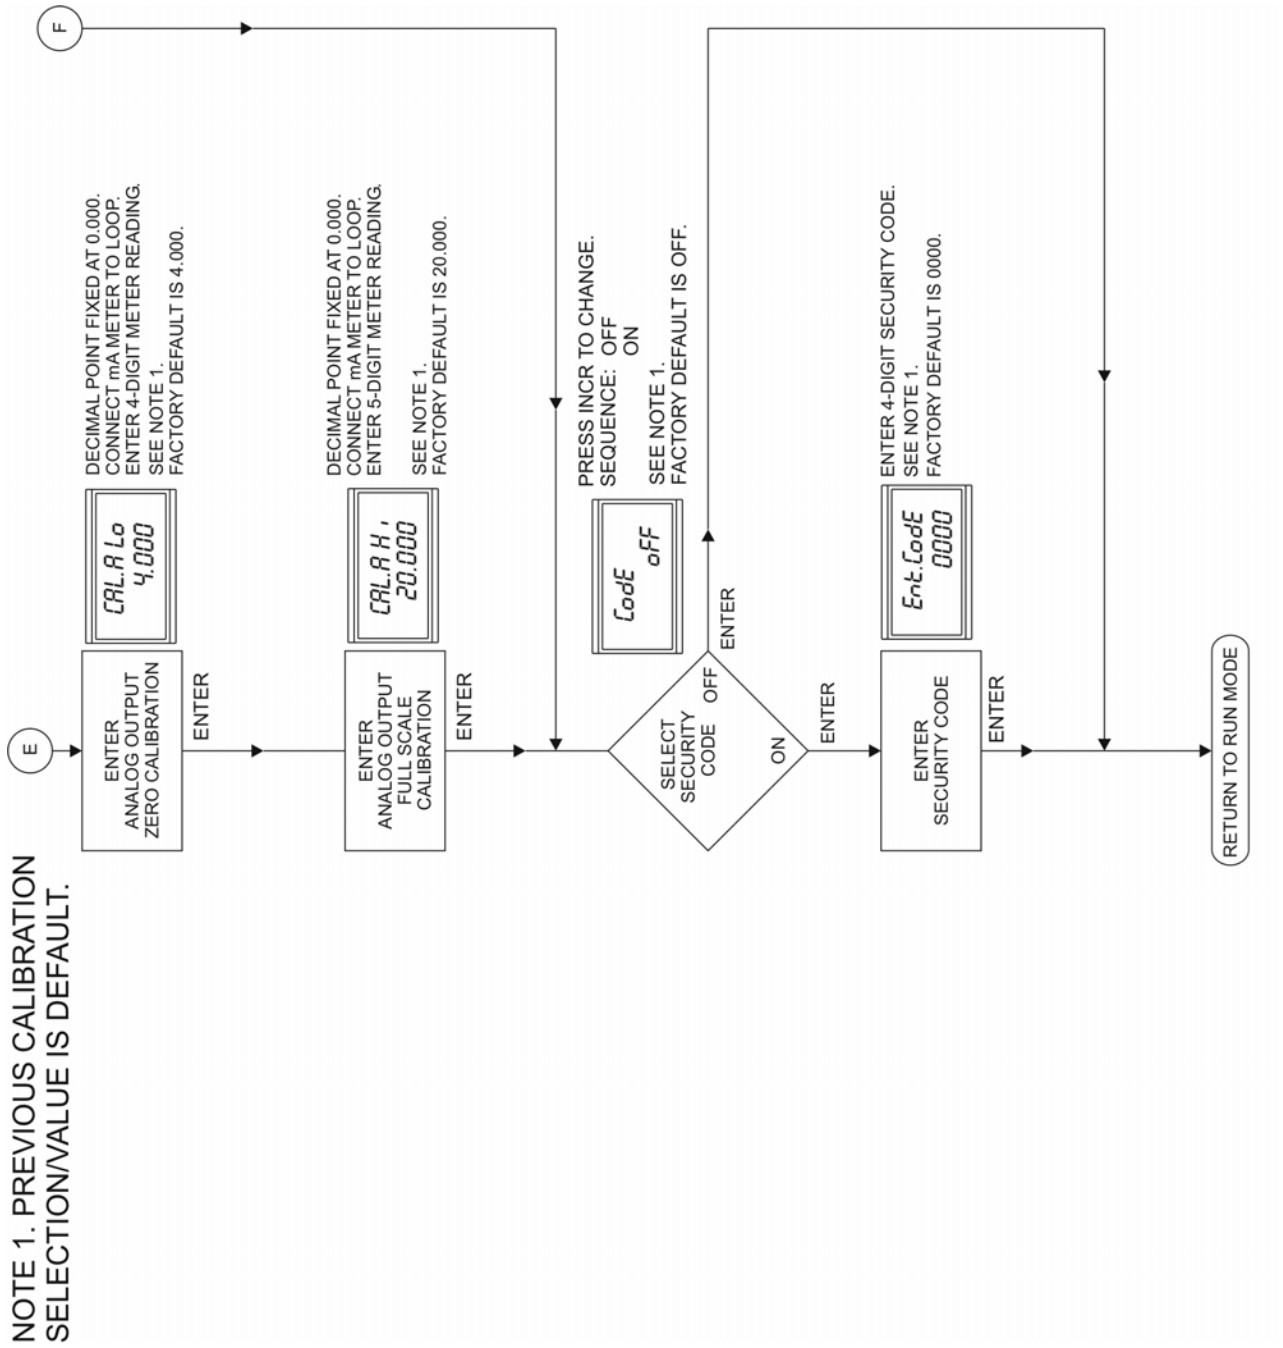 NOTE 1. PREVIOUS CALIBRATION
SELECTION/VALUE IS DEFAULT.
E
F
ENTER
ANALOG OUTPUT
ZERO CALIBRATION
CAL.A Lo
4.000
DECIMAL POINT FIXED AT 0.000.
CONNECT mA METER TO LOOP.
ENTER 4-DIGIT METER READING.
SEE NOTE 1.
FACTORY DEFAULT IS 4.000.
ENTER
ENTER
ANALOG OUTPUT
FULL SCALE
CALIBRATION
CAL.A Hi
20.000
DECIMAL POINT FIXED AT 0.000.
CONNECT mA METER TO LOOP.
ENTER 5-DIGIT METER READING.
SEE NOTE 1.
FACTORY DEFAULT IS 20.000.
ENTER
SELECT
SECURITY
CODE
OFF
ON
CodE
oFF
PRESS INCR TO CHANGE.
SEQUENCE: OFF
ON
SEE NOTE 1.
FACTORY DEFAULT IS OFF.
ENTER
ENTER
ENTER
SECURITY CODE
Ent.CodE
0000
ENTER 4-DIGIT SECURITY CODE.
SEE NOTE 1.
FACTORY DEFAULT IS 0000.
ENTER
RETURN TO RUN MODE